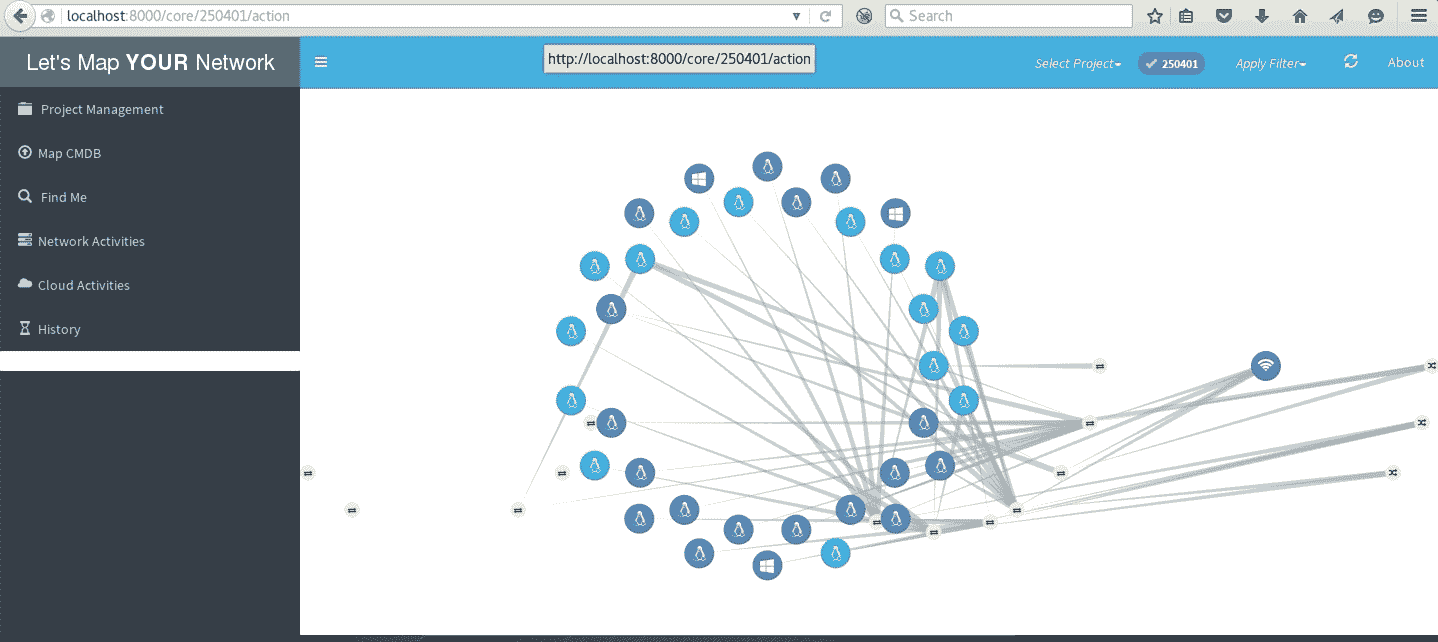 localhost:8000/core/250401/action
Search
Let's Map YOUR Network
http://localhost:8000/core/250401/action
Select Project
250401
Apply Filter
About
Project Management
Map CMDB
Find Me
Network Activities
Cloud Activities
History